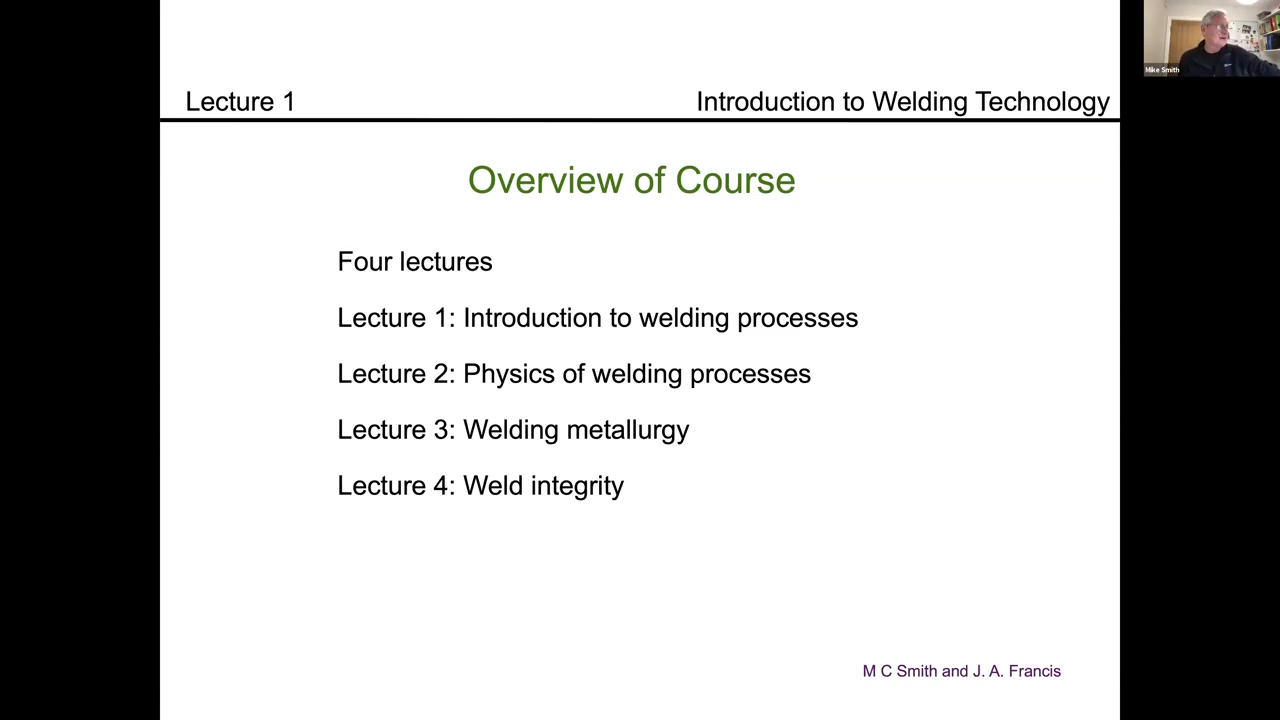 Lecture 1
Introduction to Welding Technology
Mike Smith
Overview of Course
Four lectures
Lecture 1: Introduction to welding processes
Lecture 2: Physics of welding processes
Lecture 3: Welding metallurgy
Lecture 4: Weld integrity
M C Smith and J. A. Francis